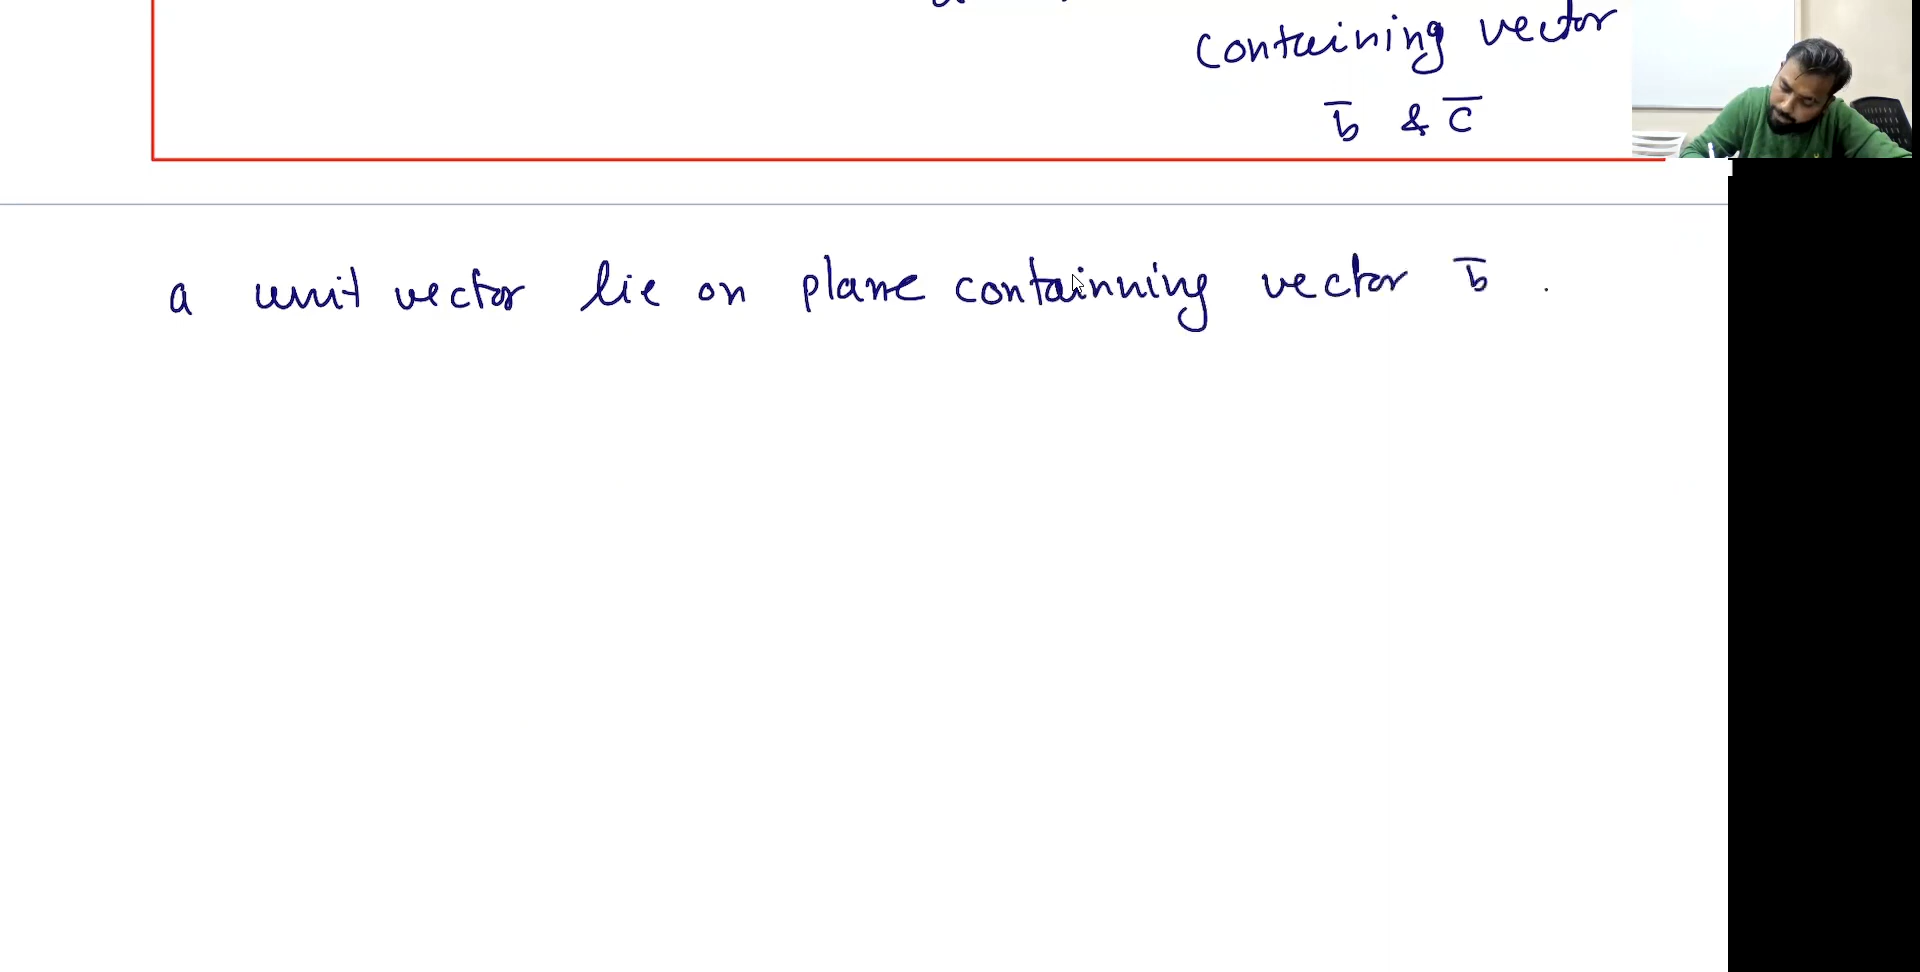 containing vector
b̅ & c̅
a unit vector lie on plane containning vector b̅ .